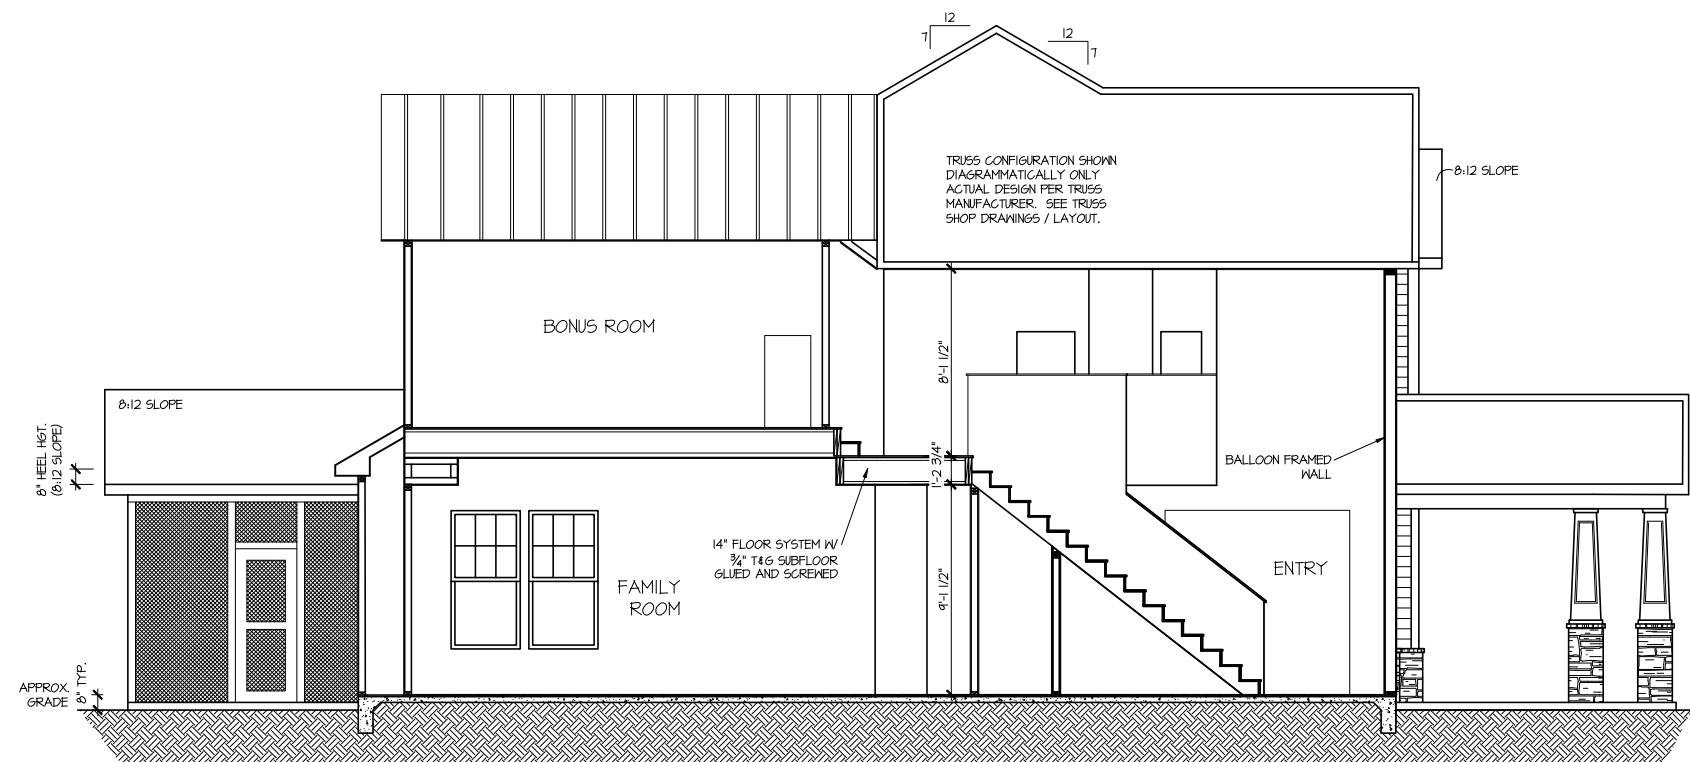 12
7
12
7
TRUSS CONFIGURATION SHOWN
DIAGRAMMATICALLY ONLY
ACTUAL DESIGN PER TRUSS
MANUFACTURER.  SEE TRUSS
SHOP DRAWINGS / LAYOUT.
8:12 SLOPE
BONUS ROOM
8'-1 1/2"
8:12 SLOPE
8" HEEL HGT.
(8:12 SLOPE)
1'-2 3/4"
BALLOON FRAMED
WALL
14" FLOOR SYSTEM W/
3/4" T&G SUBFLOOR
GLUED AND SCREWED
FAMILY
ROOM
9'-1 1/2"
ENTRY
APPROX.
GRADE
8" TYP.